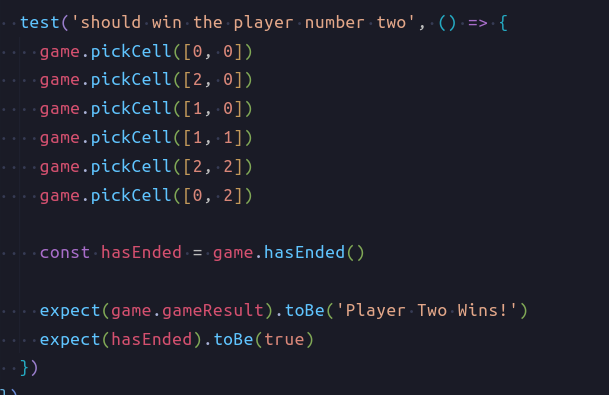 test('should win the player number two', () => {
game.pickCell([0, 0])
game.pickCell([2, 0])
game.pickCell([1, 0])
game.pickCell([1, 1])
game.pickCell([2, 2])
game.pickCell([0, 2])
const hasEnded = game.hasEnded()
expect(game.gameResult).toBe('Player Two Wins!')
expect(hasEnded).toBe(true)
})
})